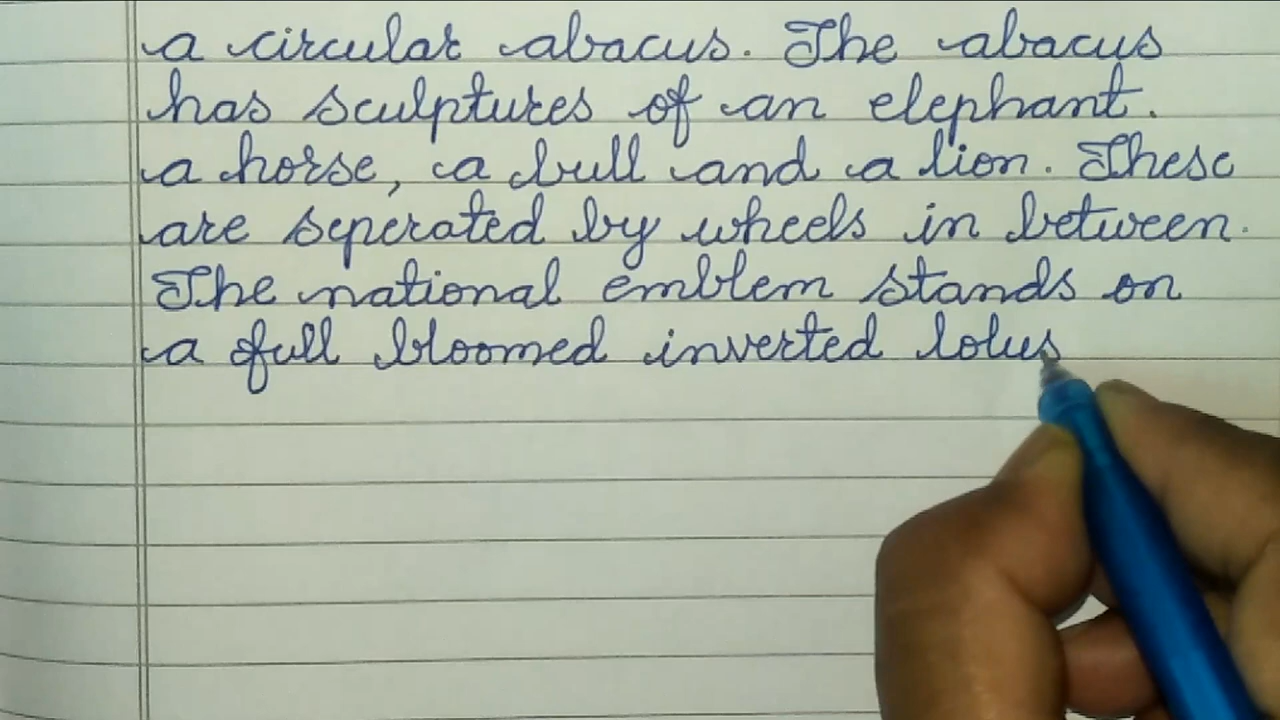 a circular abacus. The abacus
has sculptures of an elephant.
a horse, a bull and a lion. These
are seperated by wheels in between.
The national emblem stands on
a full bloomed inverted lolus